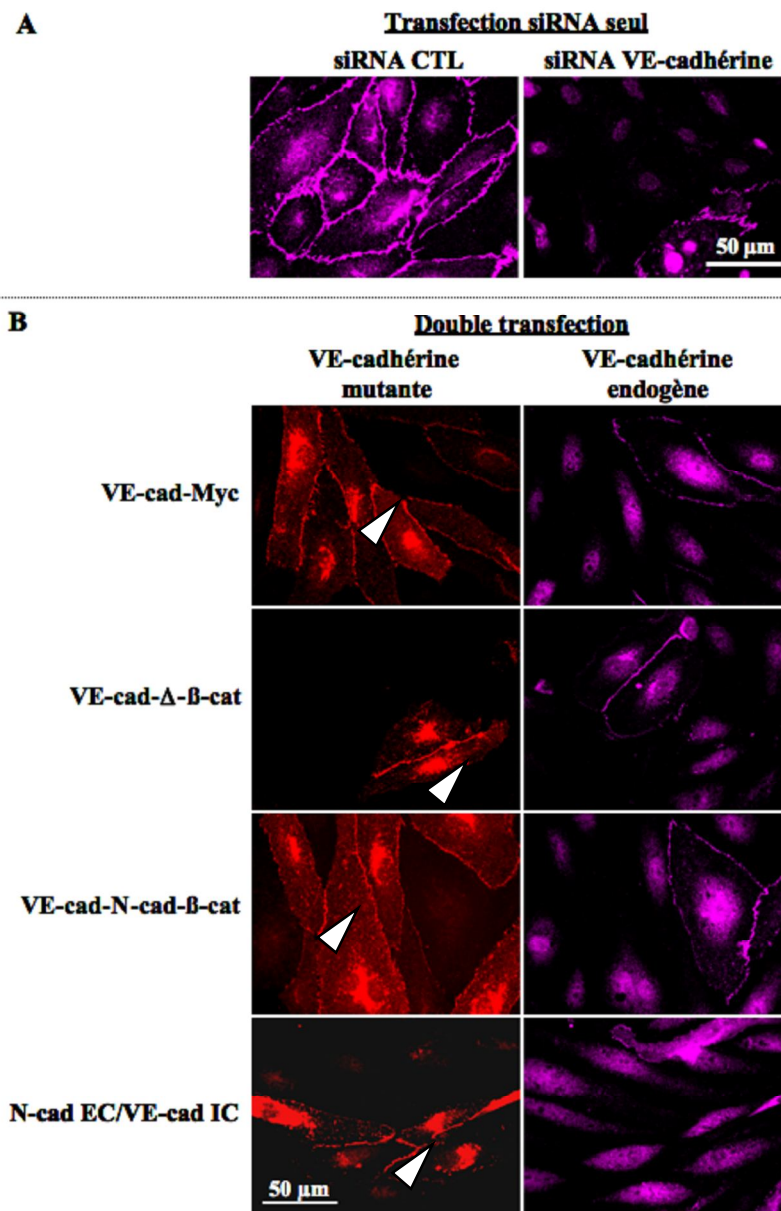 A
Transfection siRNA seul
siRNA CTL
siRNA VE-cadhérine
50 µm
B
Double transfection
VE-cadhérine
mutante
VE-cadhérine
endogène
VE-cad-Myc
VE-cad-Δ-ß-cat
VE-cad-N-cad-ß-cat
N-cad EC/VE-cad IC
50 µm